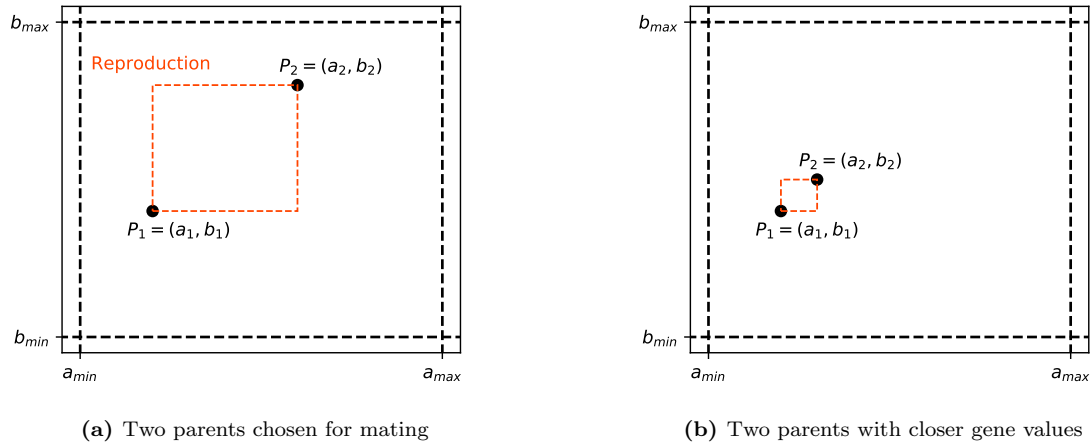 b_max
Reproduction
P_2 = (a_2, b_2)
P_1 = (a_1, b_1)
b_min
a_min
a_max
(a) Two parents chosen for mating
b_max
P_2 = (a_2, b_2)
P_1 = (a_1, b_1)
b_min
a_min
a_max
(b) Two parents with closer gene values